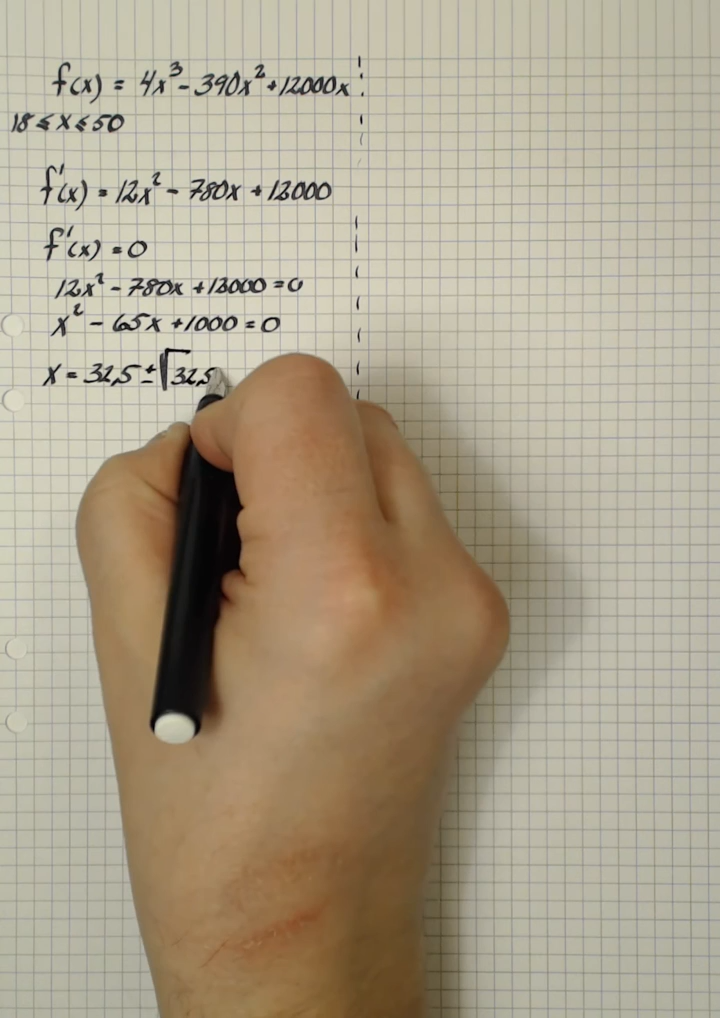 f(x) = 4x³ - 390x² + 12000x
18 ≤ x ≤ 50
f'(x) = 12x² - 780x + 12000
f'(x) = 0
12x² - 780x + 12000 = 0
x² - 65x + 1000 = 0
x = 32,5 ± √32,5